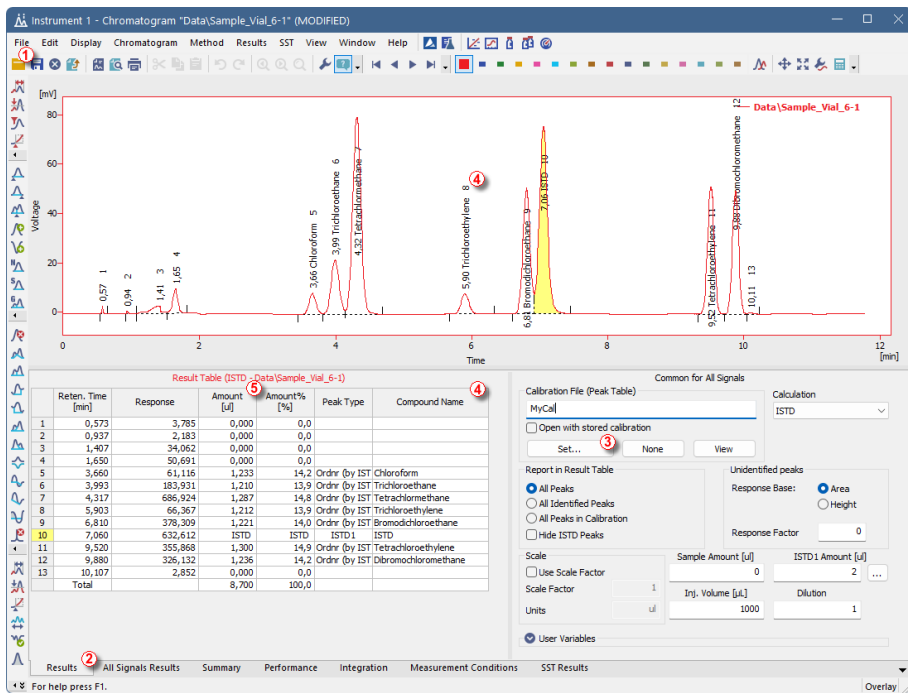 Instrument 1 - Chromatogram "Data\Sample_Vial_6-1" (MODIFIED)
File Edit Display Chromatogram Method Results SST View Window Help
1
[mV]
Data\Sample_Vial_6-1
80
60
40
20
0
Voltage
0,57 1
0,94 2
1,41 3
1,65 4
3,66 Chloroform 5
3,99 Trichloroethane 6
4,32 Tetrachlormethane 7
5,90 Trichloroethylene 8
4
6,81 Bromodichloroethane 9
7,06 ISTD 10
9,52 Tetrachloroethylene 11
9,88 Dibromochloromethane 12
10,11 13
0 2 4 6 8 10 12
Time
[min]
Result Table (ISTD - Data\Sample_Vial_6-1)
5
4
Reten. Time [min] Response Amount [ul] Amount% [%] Peak Type Compound Name
1 0,573 3,785 0,000 0,0
2 0,937 2,183 0,000 0,0
3 1,407 34,062 0,000 0,0
4 1,650 50,691 0,000 0,0
5 3,660 61,116 1,233 14,2 Ordnr (by IST Chloroform
6 3,993 183,931 1,210 13,9 Ordnr (by IST Trichloroethane
7 4,317 686,924 1,287 14,8 Ordnr (by IST Tetrachlormethane
8 5,903 66,367 1,212 13,9 Ordnr (by IST Trichloroethylene
9 6,810 378,309 1,221 14,0 Ordnr (by IST Bromodichloroethane
10 7,060 632,612 ISTD ISTD ISTD1 ISTD
11 9,520 355,868 1,300 14,9 Ordnr (by IST Tetrachloroethylene
12 9,880 326,132 1,236 14,2 Ordnr (by IST Dibromochloromethane
13 10,107 2,852 0,000 0,0
Total 8,700 100,0
Common for All Signals
Calibration File (Peak Table)
MyCal
Open with stored calibration
Set... 3 None View
Calculation
ISTD
Report in Result Table
All Peaks
All Identified Peaks
All Peaks in Calibration
Hide ISTD Peaks
Unidentified peaks
Response Base: Area
Height
Response Factor 0
Scale
Use Scale Factor
Scale Factor 1
Units ul
Sample Amount [ul] ISTD1 Amount [ul]
0 2 ...
Inj. Volume [µL] Dilution
1000 1
User Variables
Results 2 All Signals Results Summary Performance Integration Measurement Conditions SST Results
For help press F1. Overlay